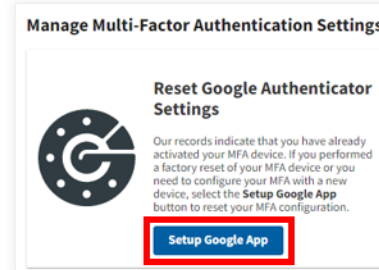 Manage Multi-Factor Authentication Settings
Reset Google Authenticator
Settings
Our records indicate that you have already
activated your MFA device. If you performed
a factory reset of your MFA device or you
need to configure your MFA with a new
device, select the Setup Google App
button to reset your MFA configuration.
Setup Google App